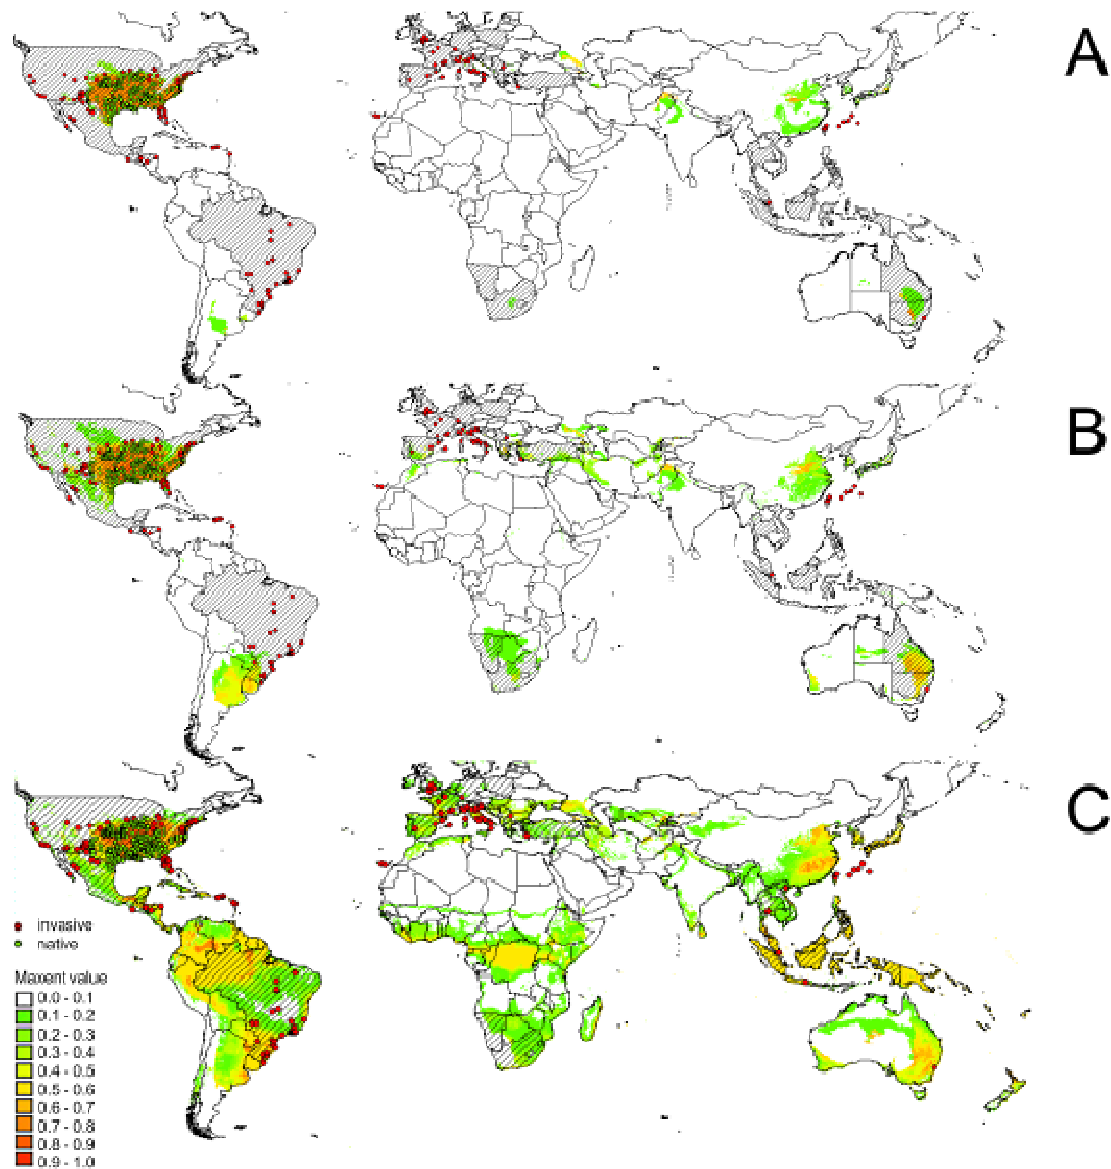 A
B
C
invasive
native
Maxent value
0.0 - 0.1
0.1 - 0.2
0.2 - 0.3
0.3 - 0.4
0.4 - 0.5
0.5 - 0.6
0.6 - 0.7
0.7 - 0.8
0.8 - 0.9
0.9 - 1.0